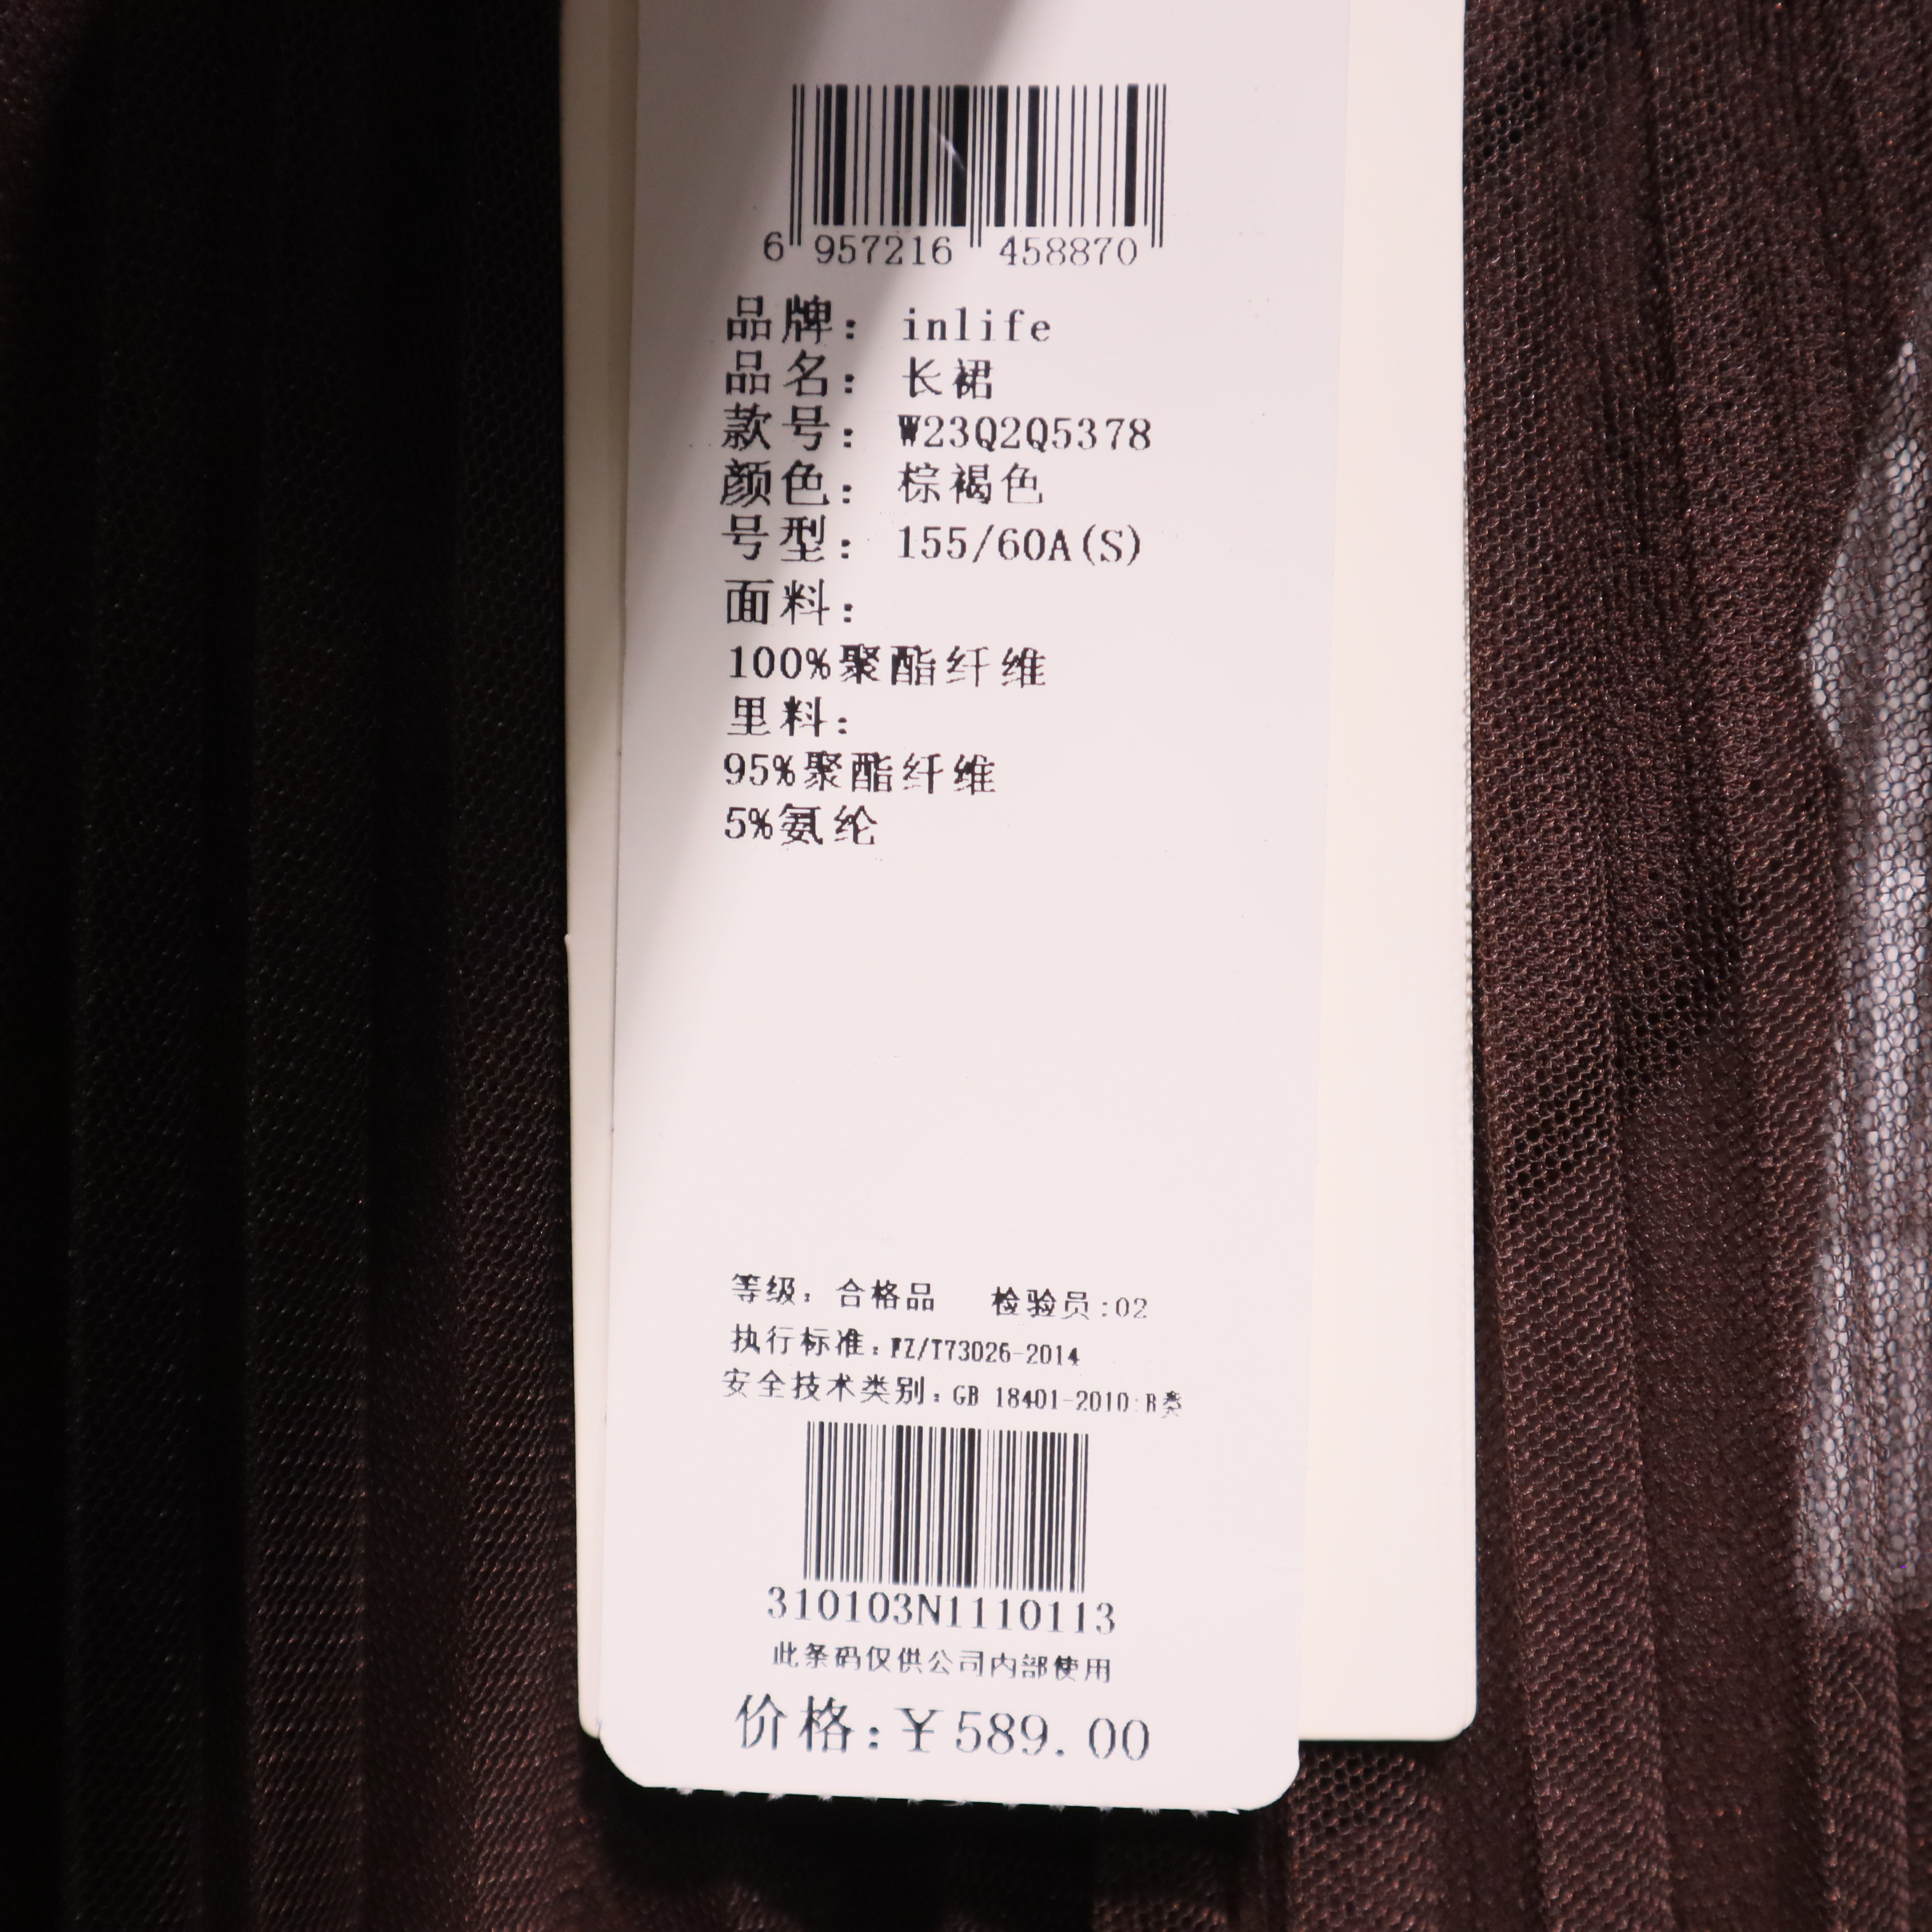 6 957216 458870
品牌： inlife
品名： 长裙
款号： W23Q2Q5378
颜色： 棕褐色
号型： 155/60A(S)
面料：
100%聚酯纤维
里料：
95%聚酯纤维
5%氨纶
等级：合格品 检验员:02
执行标准：FZ/T73026-2014
安全技术类别：GB 18401-2010:B类
310103N1110113
此条码仅供公司内部使用
价格:￥589.00